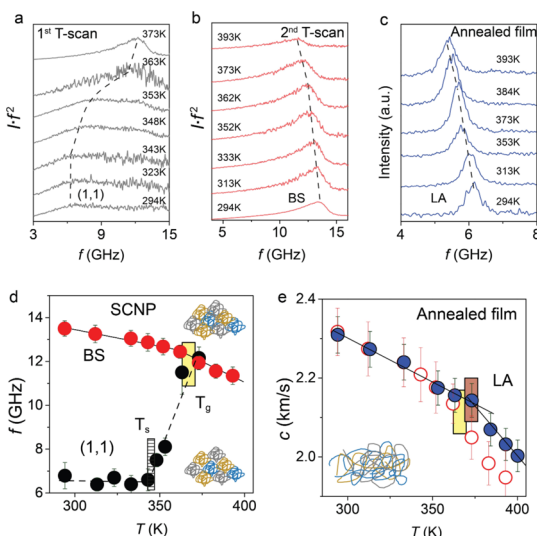 a
1st T-scan
373K
363K
353K
348K
343K
323K
(1,1)
294K
I·f2
3 6 9 12 15
f (GHz)
b
2nd T-scan
393K
373K
362K
352K
333K
313K
BS
294K
I·f2
5 10 15
f (GHz)
c
Annealed film
393K
384K
373K
353K
313K
LA
294K
Intensity (a.u.)
4 6 8
f (GHz)
d
SCNP
BS
Tg
Ts
(1,1)
f (GHz)
14
12
10
8
6
300 350 400
T (K)
e
Annealed film
LA
c (km/s)
2.4
2.2
2.0
300 350 400
T (K)